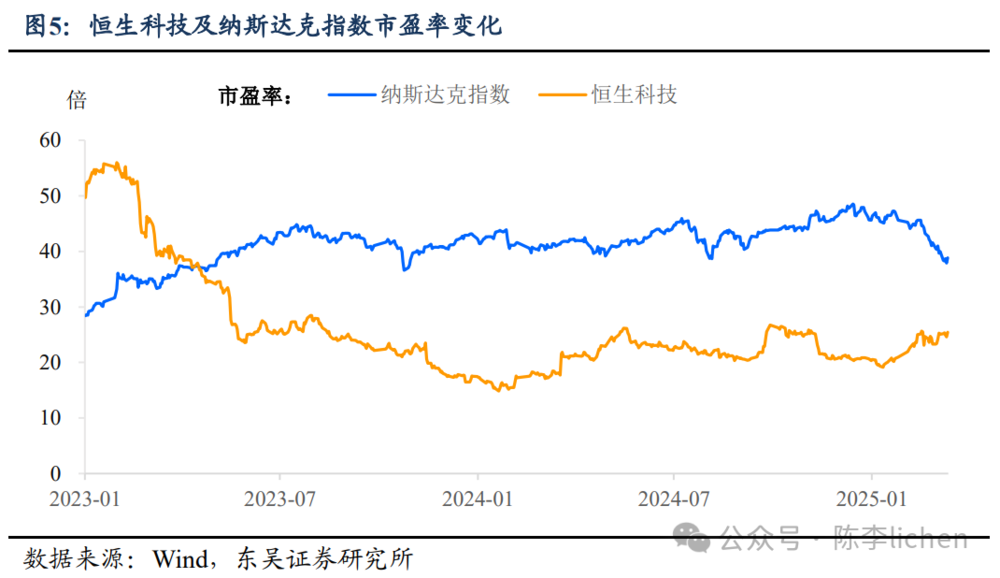 图5：恒生科技及纳斯达克指数市盈率变化
倍
市盈率： 纳斯达克指数 恒生科技
60
50
40
30
20
10
0
2023-01 2023-07 2024-01 2024-07 2025-01
公众号·陈李lichen
数据来源：Wind，东吴证券研究所